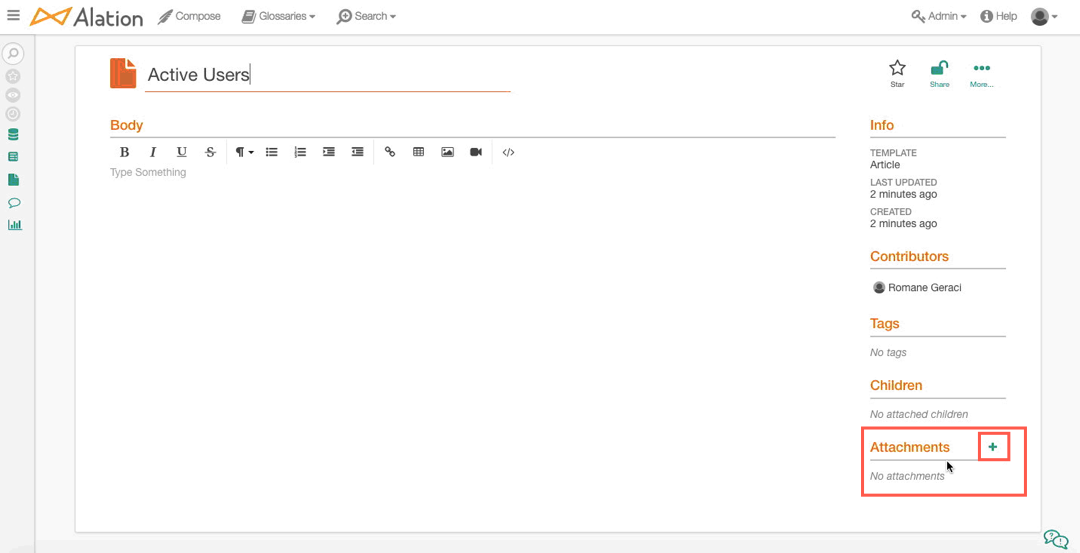 Alation Compose Glossaries Search Admin Help
Active Users
Star Share More...
Body
B I U S
Type Something
Info
TEMPLATE
Article
LAST UPDATED
2 minutes ago
CREATED
2 minutes ago
Contributors
Romane Geraci
Tags
No tags
Children
No attached children
Attachments +
No attachments